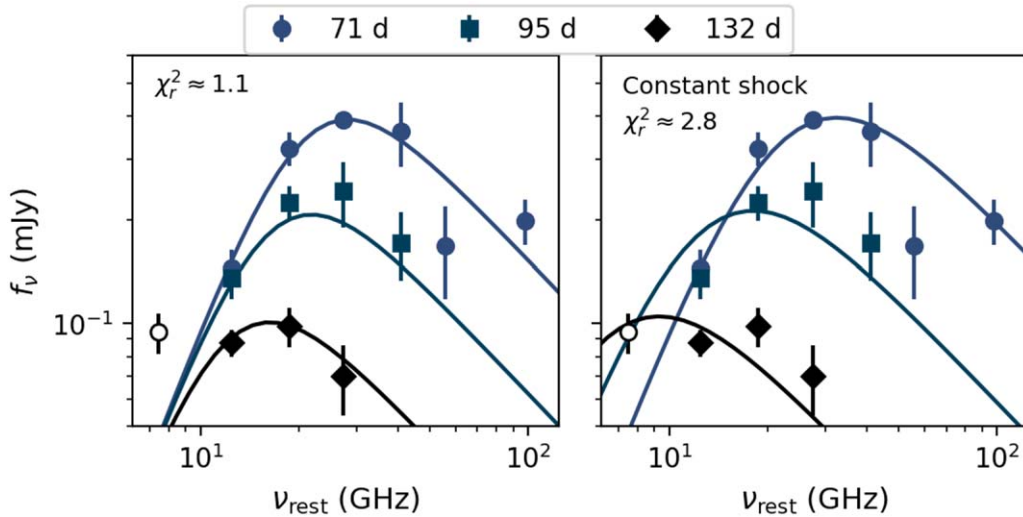 71 d 95 d 132 d
χ_r^2 ≈ 1.1
Constant shock
χ_r^2 ≈ 2.8
f_ν (mJy)
10^{-1}
10^1 10^2 10^1 10^2
ν_rest (GHz) ν_rest (GHz)